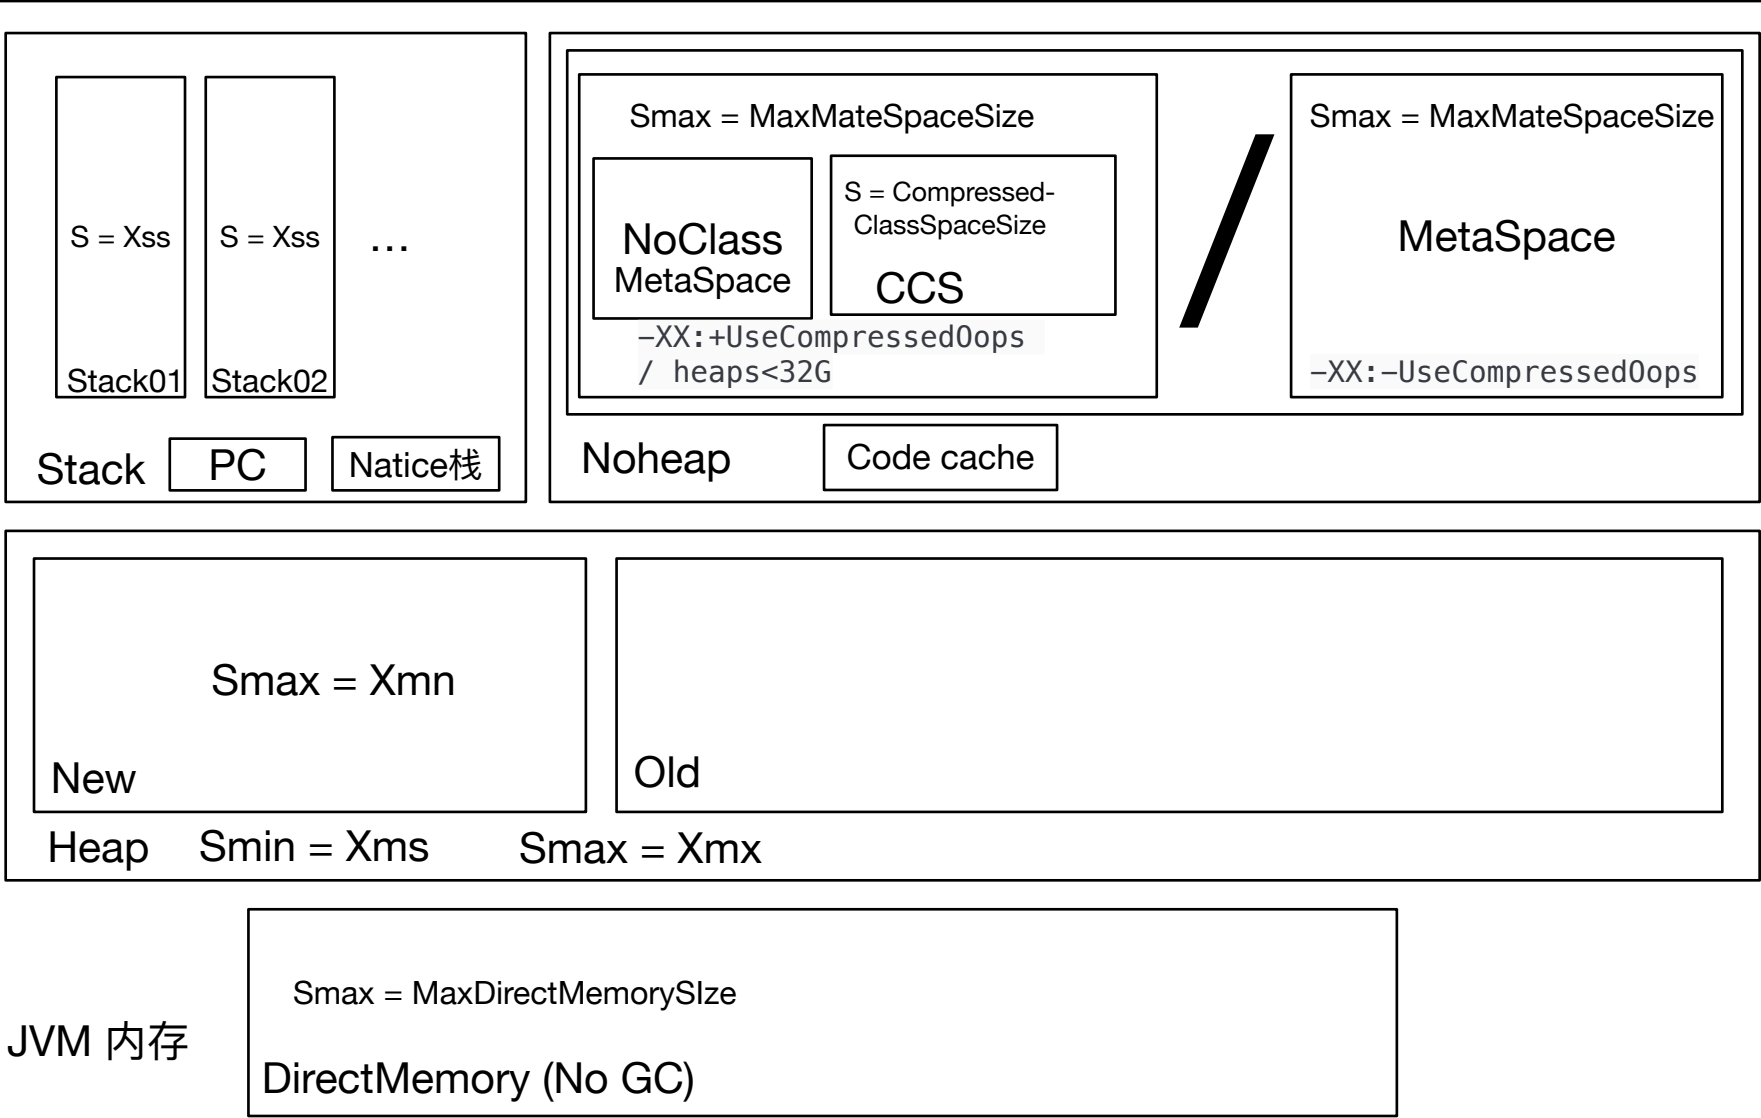 S = Xss
S = Xss
...
Stack01
Stack02
Stack
PC
Natice栈
Smax = MaxMateSpaceSize
NoClass
MetaSpace
S = Compressed-
ClassSpaceSize
CCS
-XX:+UseCompressedOops
/ heaps<32G
/
Smax = MaxMateSpaceSize
MetaSpace
-XX:-UseCompressedOops
Noheap
Code cache
Smax = Xmn
New
Old
Heap
Smin = Xms
Smax = Xmx
JVM 内存
Smax = MaxDirectMemorySIze
DirectMemory (No GC)